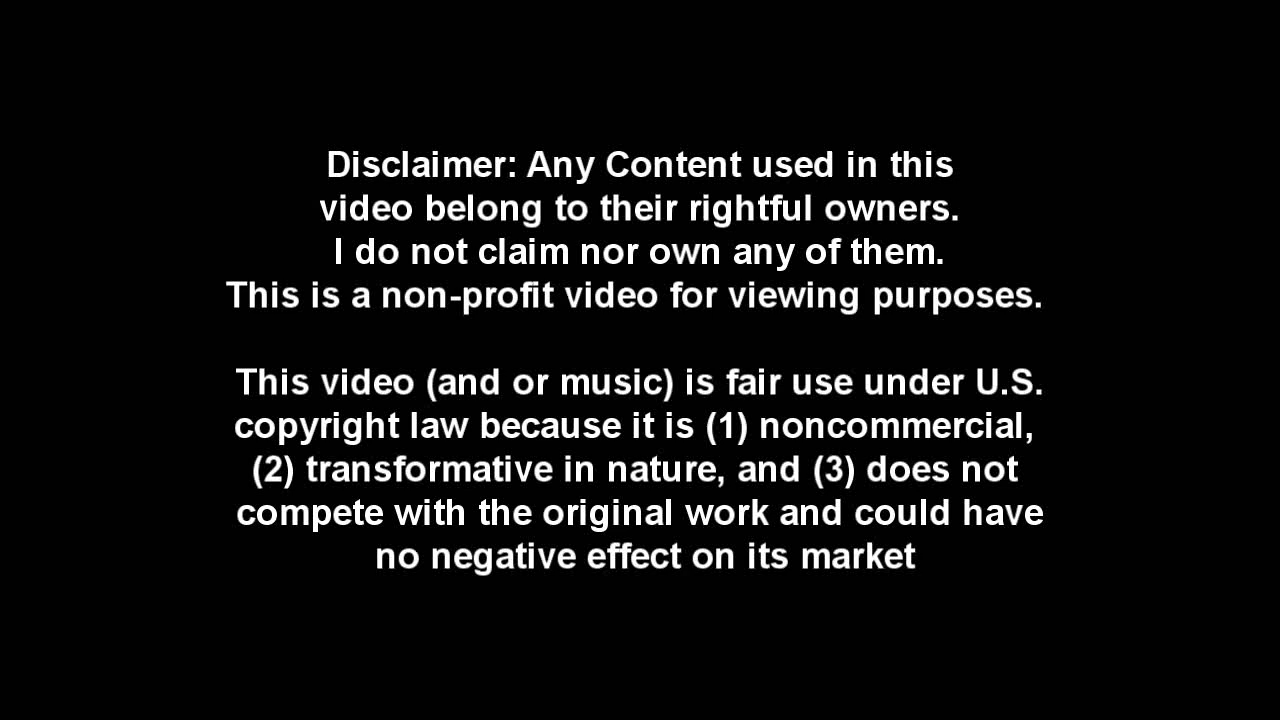 Disclaimer: Any Content used in this
video belong to their rightful owners.
I do not claim nor own any of them.
This is a non-profit video for viewing purposes.
This video (and or music) is fair use under U.S.
copyright law because it is (1) noncommercial,
(2) transformative in nature, and (3) does not
compete with the original work and could have
no negative effect on its market